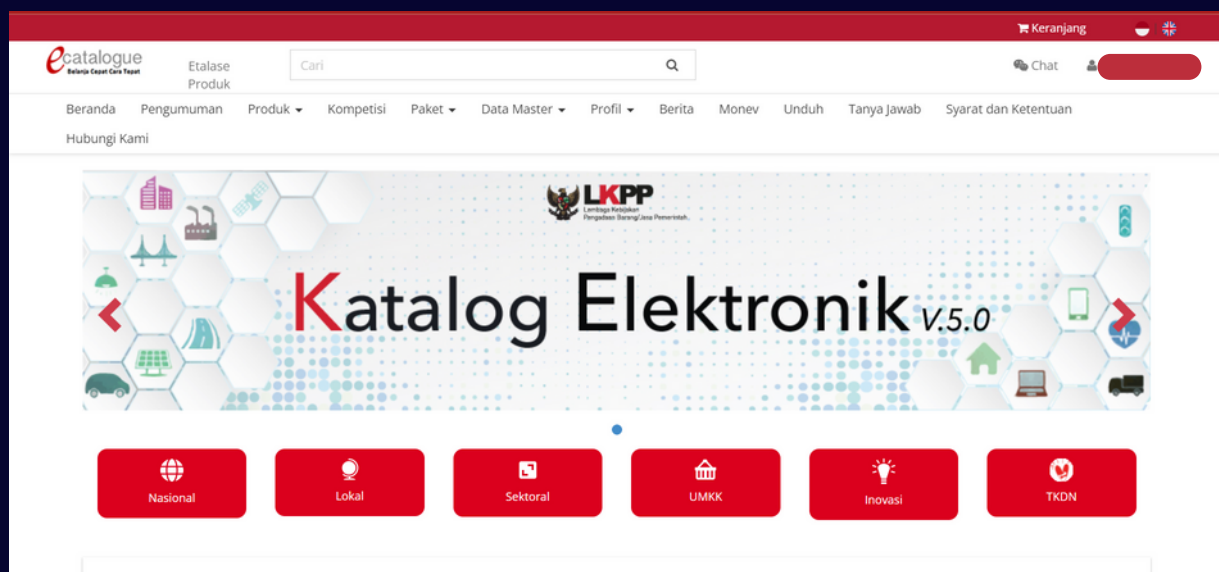 Keranjang
ecatalogue
Belanja Cepat Cara Tepat
Etalase
Produk
Cari
Chat
Beranda Pengumuman Produk Kompetisi Paket Data Master Profil Berita Monev Unduh Tanya Jawab Syarat dan Ketentuan
Hubungi Kami
LKPP
Lembaga Kebijakan
Pengadaan Barang/Jasa Pemerintah
Katalog Elektronik V.5.0
Nasional Lokal Sektoral UMKK Inovasi TKDN